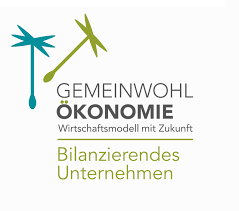 GEMEINWOHL
ÖKONOMIE
Wirtschaftsmodell mit Zukunft
Bilanzierendes
Unternehmen